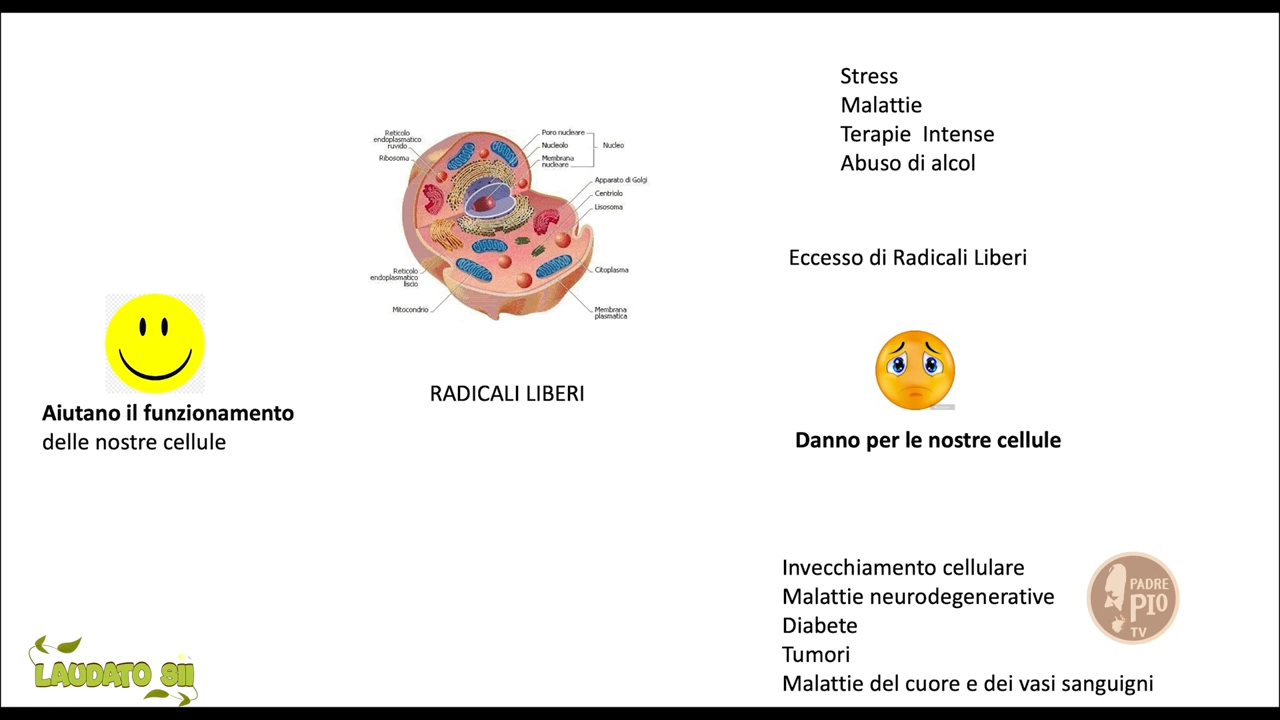 Stress
Malattie
Terapie Intense
Abuso di alcol
Reticolo
endoplasmatico
ruvido
Ribosoma
Poro nucleare
Nucleolo
Membrana
nucleare
Nucleo
Apparato di Golgi
Centriolo
Lisosoma
Reticolo
endoplasmatico
liscio
Mitocondrio
Citoplasma
Membrana
plasmatica
Eccesso di Radicali Liberi
RADICALI LIBERI
Aiutano il funzionamento
delle nostre cellule
Danno per le nostre cellule
Invecchiamento cellulare
Malattie neurodegenerative
Diabete
Tumori
Malattie del cuore e dei vasi sanguigni
PADRE
PIO
TV
LAUDATO SII